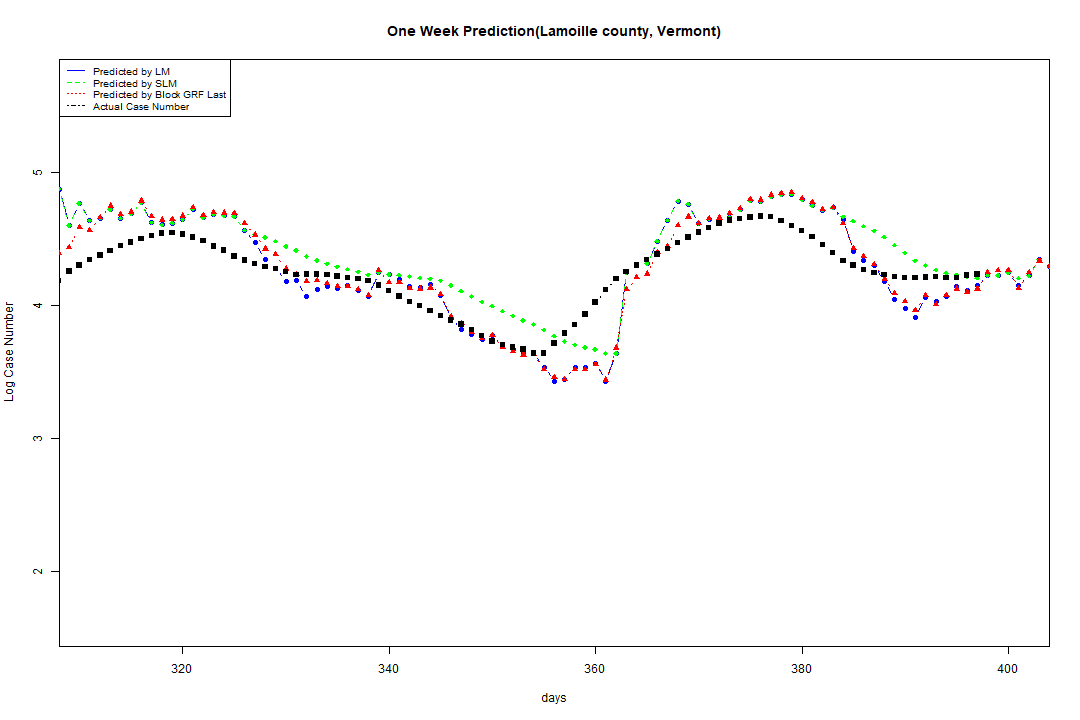 One Week Prediction(Lamoille county, Vermont)
Predicted by LM
Predicted by SLM
Predicted by Block GRF Last
Actual Case Number
5
4
3
2
Log Case Number
320
340
360
380
400
days